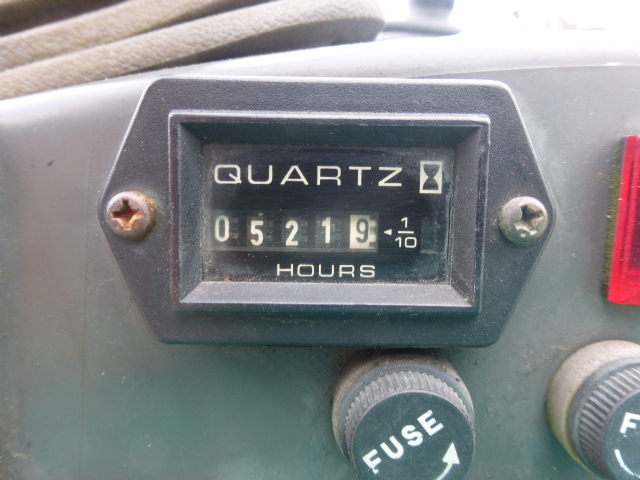 QUARTZ
05219 1/10
HOURS
FUSE
F